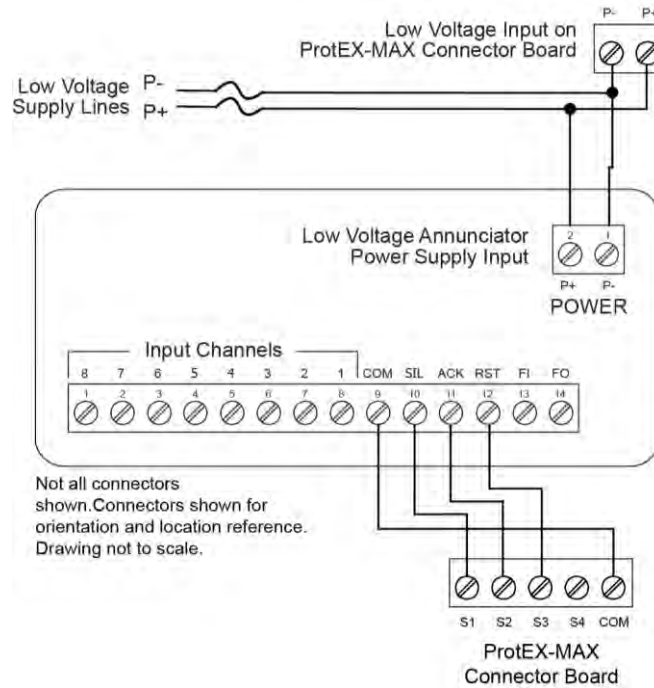 P- P+
Low Voltage Input on
ProtEX-MAX Connector Board
Low Voltage P-
Supply Lines P+
Low Voltage Annunciator
Power Supply Input
2 1
P+ P-
POWER
Input Channels
8 7 6 5 4 3 2 1 COM SIL ACK RST FI FO
1 2 3 4 5 6 7 8 9 10 11 12 13 14
Not all connectors
shown.Connectors shown for
orientation and location reference.
Drawing not to scale.
S1 S2 S3 S4 COM
ProtEX-MAX
Connector Board